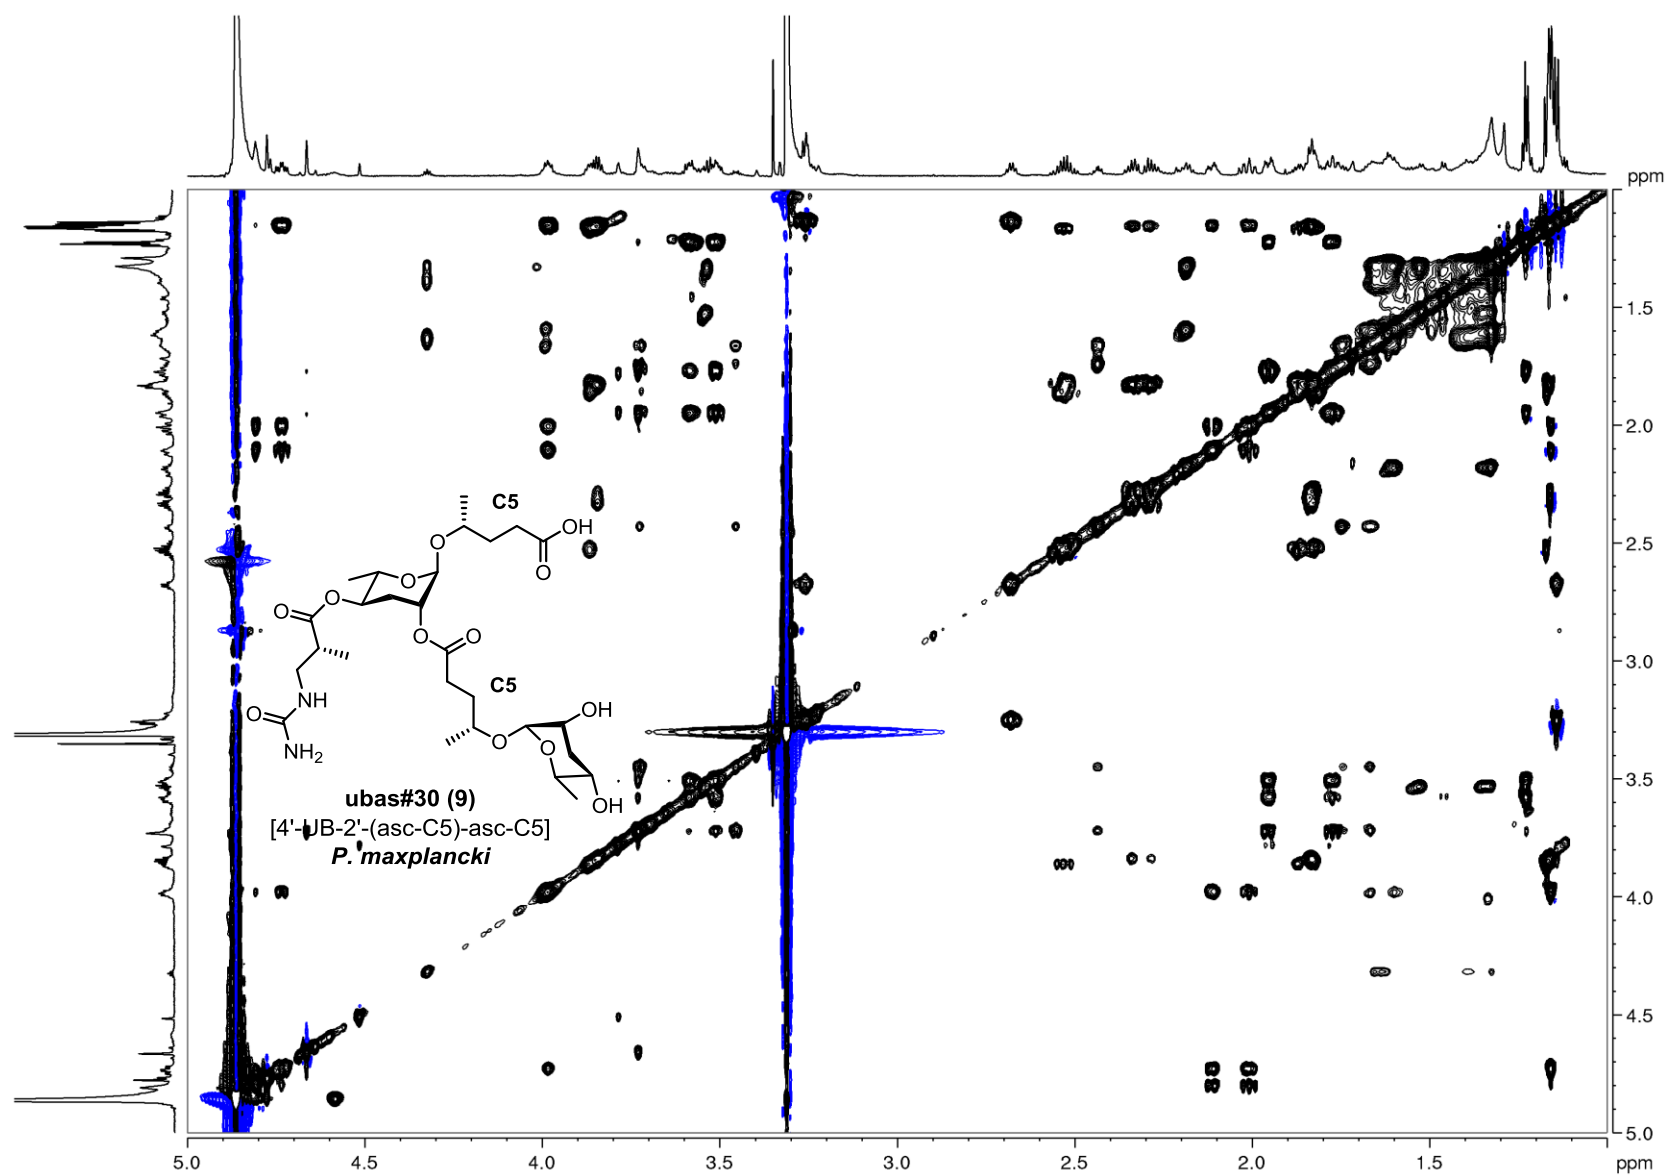 ppm
1.5
2.0
C5
OH
O
O
O
O
O
2.5
O
O
O
3.0
NH
C5
O
OH
NH2
O
O
3.5
OH
ubas#30 (9)
[4'-UB-2'-(asc-C5)-asc-C5]
P. maxplancki
4.0
4.5
5.0
5.0 4.5 4.0 3.5 3.0 2.5 2.0 1.5 ppm